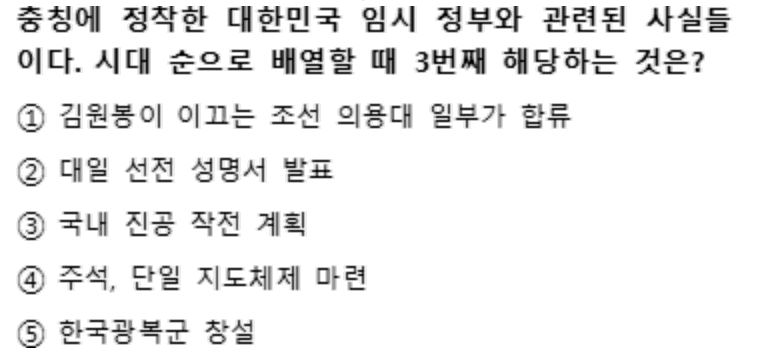 충칭에 정착한 대한민국 임시 정부와 관련된 사실들
이다. 시대 순으로 배열할 때 3번째 해당하는 것은?
① 김원봉이 이끄는 조선 의용대 일부가 합류
② 대일 선전 성명서 발표
③ 국내 진공 작전 계획
④ 주석, 단일 지도체제 마련
⑤ 한국광복군 창설